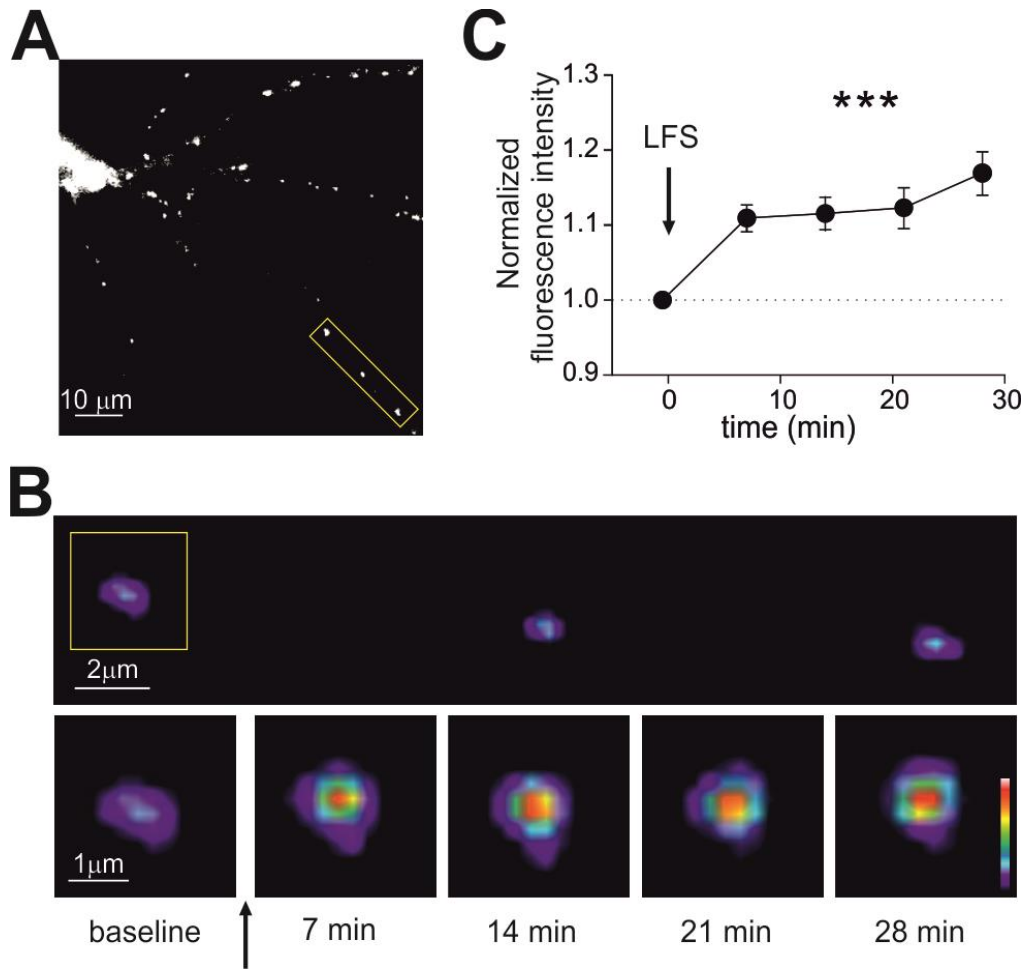 A
10 μm
C
Normalized
fluorescence intensity
1.3
1.2
1.1
1.0
0.9
LFS
***
0 10 20 30
time (min)
B
2μm
1μm
baseline 7 min 14 min 21 min 28 min